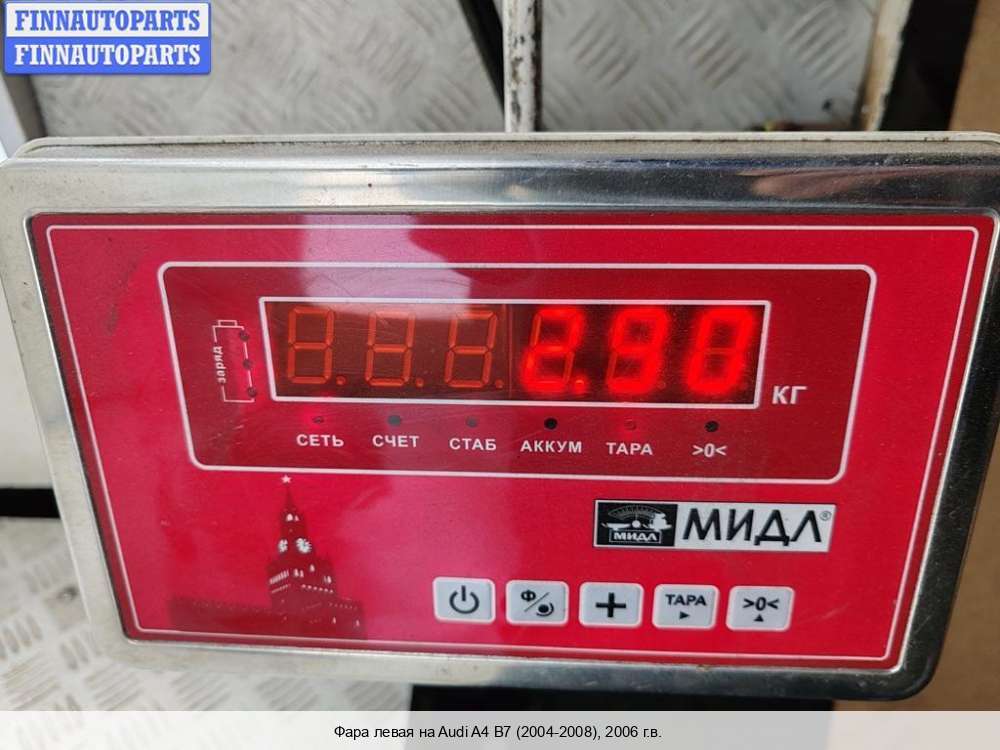 FINNAUTOPARTS
FINNAUTOPARTS
2.90
КГ
заряд
СЕТЬ СЧЕТ СТАБ АККУМ ТАРА >0<
МИДЛ МИДЛ®
Ф ТАРА >0<
Фара левая на Audi A4 B7 (2004-2008), 2006 г.в.